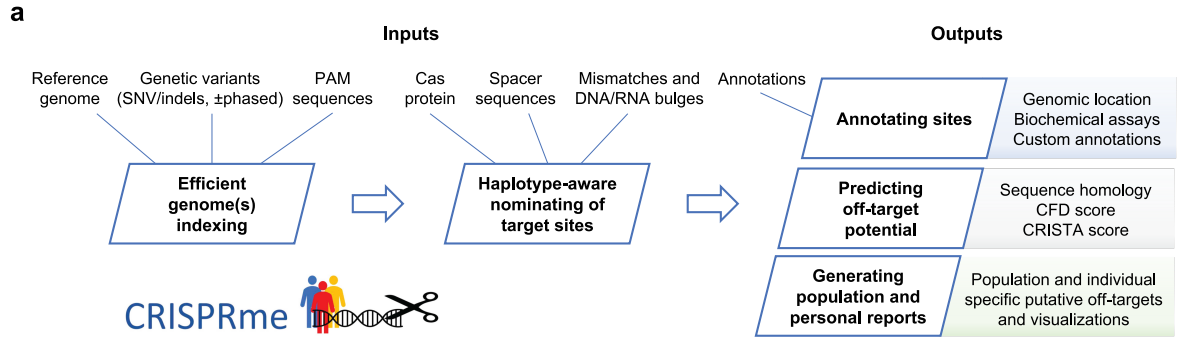 a
Inputs
Outputs
Reference
genome
Genetic variants
(SNV/indels, ±phased)
PAM
sequences
Cas
protein
Spacer
sequences
Mismatches and
DNA/RNA bulges
Annotations
Efficient
genome(s)
indexing
Haplotype-aware
nominating of
target sites
Annotating sites
Genomic location
Biochemical assays
Custom annotations
Predicting
off-target
potential
Sequence homology
CFD score
CRISTA score
Generating
population and
personal reports
Population and individual
specific putative off-targets
and visualizations
CRISPRme